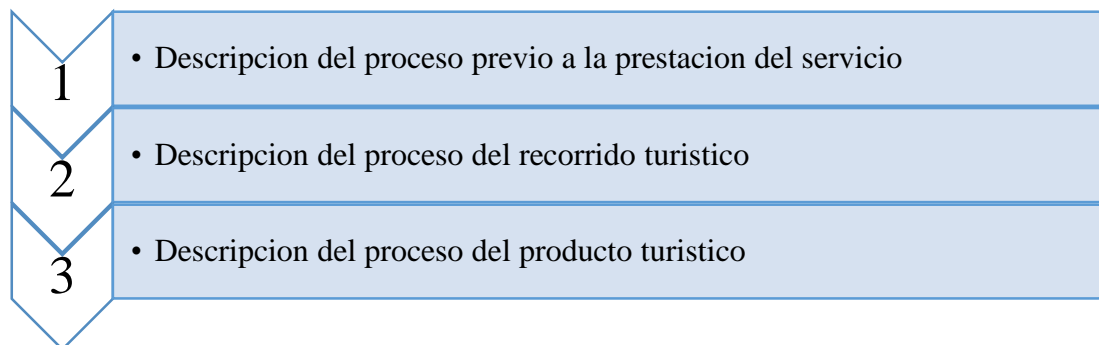 1
• Descripcion del proceso previo a la prestacion del servicio
2
• Descripcion del proceso del recorrido turistico
3
• Descripcion del proceso del producto turistico